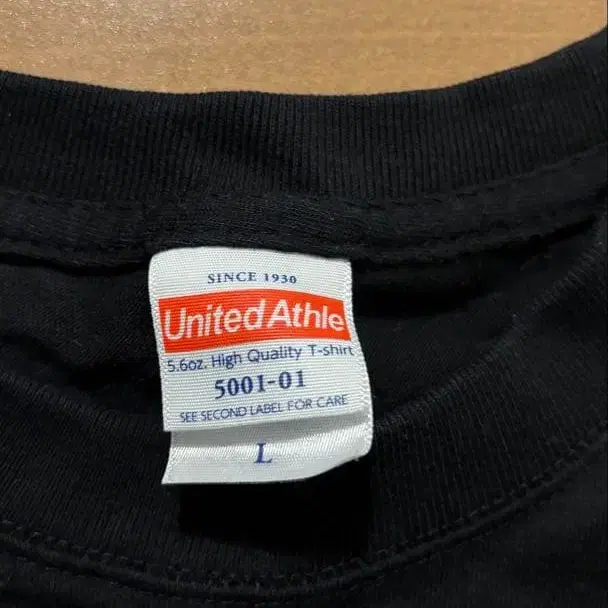 SINCE 1930
United Athle
5.6oz. High Quality T-shirt
5001-01
SEE SECOND LABEL FOR CARE
L